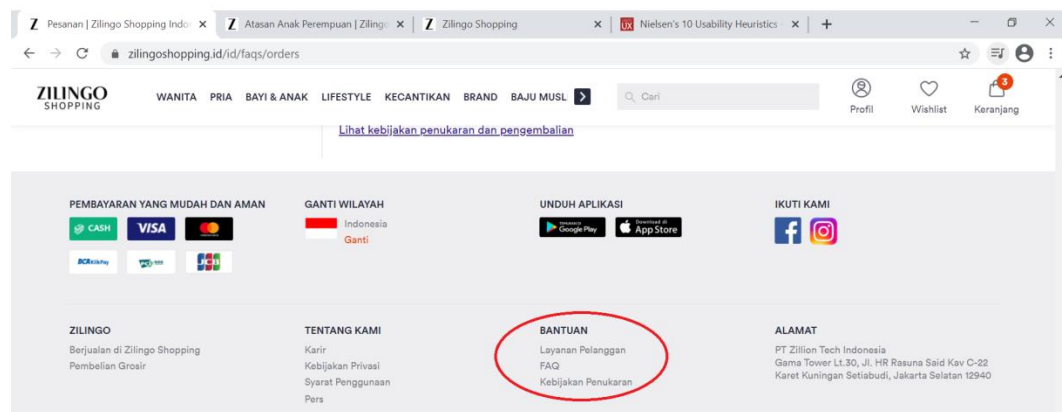 Pesanan | Zilingo Shopping Indo
Atasan Anak Perempuan | Zilingo
Zilingo Shopping
Nielsen's 10 Usability Heuristics
zilingoshopping.id/id/faqs/orders
ZILINGO
SHOPPING
WANITA PRIA BAYI & ANAK LIFESTYLE KECANTIKAN BRAND BAJU MUSL
Cari
3
Profil
Wishlist
Keranjang
Lihat kebijakan penukaran dan pengembalian
PEMBAYARAN YANG MUDAH DAN AMAN
CASH VISA
BCA KlikPay JCB
GANTI WILAYAH
Indonesia
Ganti
UNDUH APLIKASI
Google Play
Download di
App Store
IKUTI KAMI
ZILINGO
Berjualan di Zilingo Shopping
Pembelian Grosir
TENTANG KAMI
Karir
Kebijakan Privasi
Syarat Penggunaan
Pers
BANTUAN
Layanan Pelanggan
FAQ
Kebijakan Penukaran
ALAMAT
PT Zillion Tech Indonesia
Gama Tower Lt.30, Jl. HR Rasuna Said Kav C-22
Karet Kuningan Setiabudi, Jakarta Selatan 12940